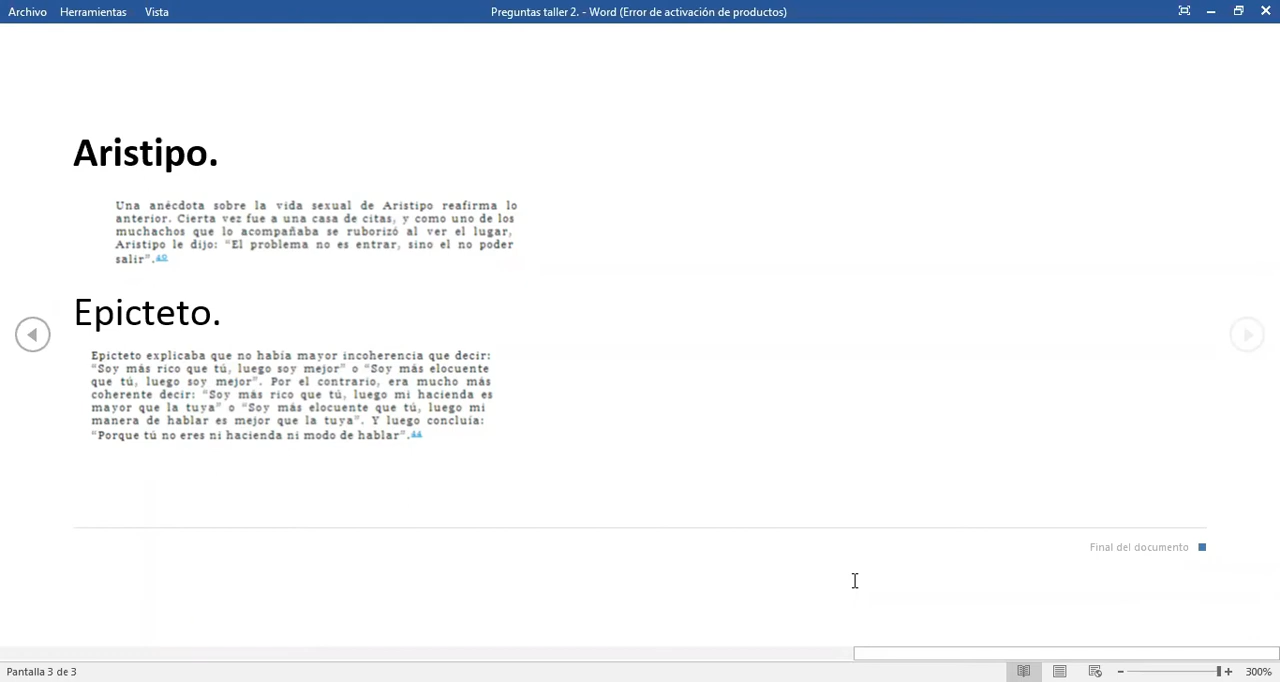 Archivo Herramientas Vista Preguntas taller 2. - Word (Error de activación de productos)
Aristipo.
Una anécdota sobre la vida sexual de Aristipo reafirma lo
anterior. Cierta vez fue a una casa de citas, y como uno de los
muchachos que lo acompañaba se ruborizó al ver el lugar,
Aristipo le dijo: “El problema no es entrar, sino el no poder
salir”.40
Epicteto.
Epicteto explicaba que no había mayor incoherencia que decir:
“Soy más rico que tú, luego soy mejor” o “Soy más elocuente
que tú, luego soy mejor”. Por el contrario, era mucho más
coherente decir: “Soy más rico que tú, luego mi hacienda es
mayor que la tuya” o “Soy más elocuente que tú, luego mi
manera de hablar es mejor que la tuya”. Y luego concluía:
“Porque tú no eres ni hacienda ni modo de hablar”.44
Final del documento
Pantalla 3 de 3 300%